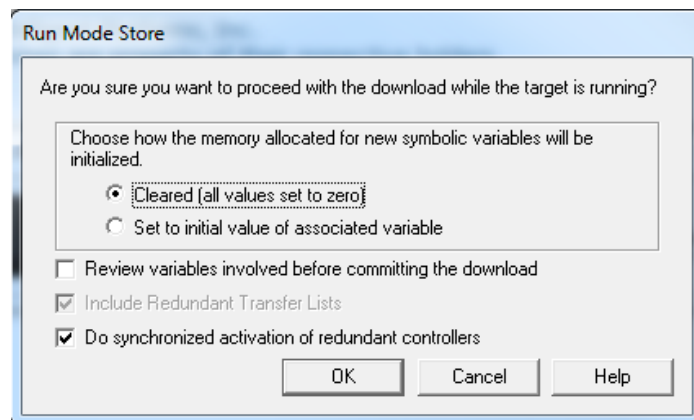 Run Mode Store
Are you sure you want to proceed with the download while the target is running?
Choose how the memory allocated for new symbolic variables will be
initialized.
Cleared (all values set to zero)
Set to initial value of associated variable
Review variables involved before committing the download
Include Redundant Transfer Lists
Do synchronized activation of redundant controllers
OK Cancel Help